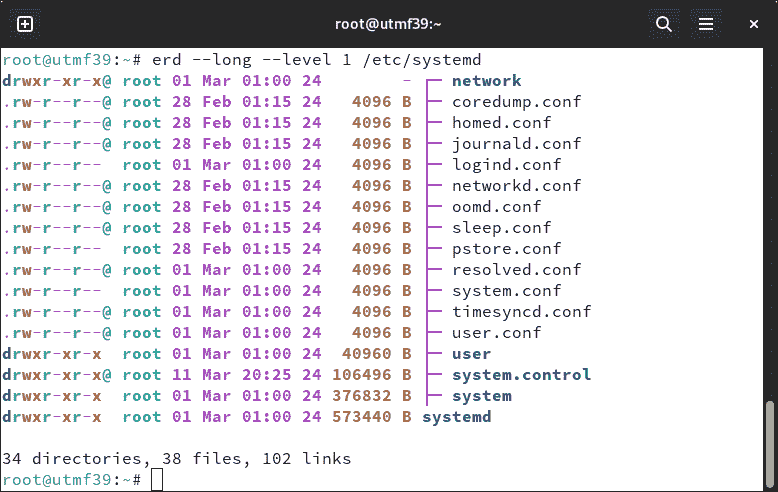 root@utmf39:~
root@utmf39:~# erd --long --level 1 /etc/systemd
drwxr-xr-x@ root 01 Mar 01:00 24        - ┌─ network
.rw-r--r--@ root 28 Feb 01:15 24   4096 B ├─ coredump.conf
.rw-r--r--@ root 28 Feb 01:15 24   4096 B ├─ homed.conf
.rw-r--r--@ root 28 Feb 01:15 24   4096 B ├─ journald.conf
.rw-r--r--  root 01 Mar 01:00 24   4096 B ├─ logind.conf
.rw-r--r--@ root 28 Feb 01:15 24   4096 B ├─ networkd.conf
.rw-r--r--@ root 28 Feb 01:15 24   4096 B ├─ oomd.conf
.rw-r--r--@ root 28 Feb 01:15 24   4096 B ├─ sleep.conf
.rw-r--r--  root 28 Feb 01:15 24   4096 B ├─ pstore.conf
.rw-r--r--@ root 01 Mar 01:00 24   4096 B ├─ resolved.conf
.rw-r--r--  root 01 Mar 01:00 24   4096 B ├─ system.conf
.rw-r--r--@ root 01 Mar 01:00 24   4096 B ├─ timesyncd.conf
.rw-r--r--@ root 01 Mar 01:00 24   4096 B ├─ user.conf
drwxr-xr-x  root 01 Mar 01:00 24  40960 B ├─ user
drwxr-xr-x@ root 11 Mar 20:25 24 106496 B ├─ system.control
drwxr-xr-x  root 01 Mar 01:00 24 376832 B ├─ system
drwxr-xr-x  root 01 Mar 01:00 24 573440 B systemd
34 directories, 38 files, 102 links
root@utmf39:~#